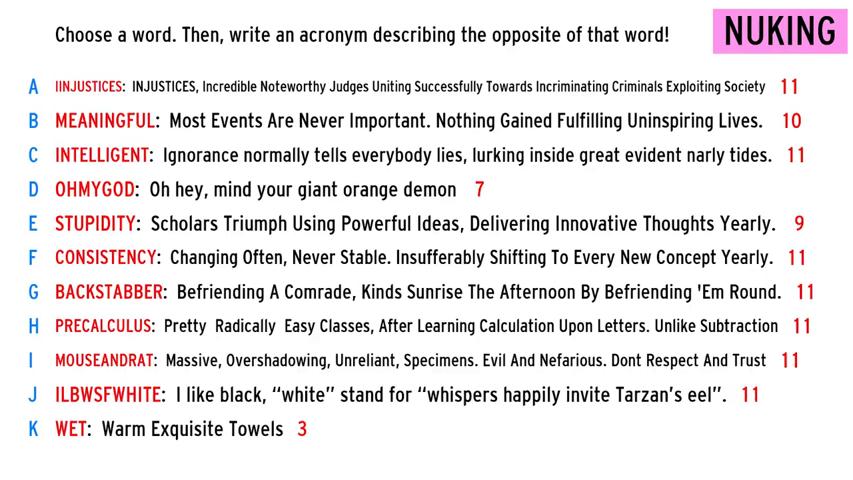 Choose a word. Then, write an acronym describing the opposite of that word!
NUKING
A IINJUSTICES: INJUSTICES, Incredible Noteworthy Judges Uniting Successfully Towards Incriminating Criminals Exploiting Society 11
B MEANINGFUL: Most Events Are Never Important. Nothing Gained Fulfilling Uninspiring Lives. 10
C INTELLIGENT: Ignorance normally tells everybody lies, lurking inside great evident narly tides. 11
D OHMYGOD: Oh hey, mind your giant orange demon 7
E STUPIDITY: Scholars Triumph Using Powerful Ideas, Delivering Innovative Thoughts Yearly. 9
F CONSISTENCY: Changing Often, Never Stable. Insufferably Shifting To Every New Concept Yearly. 11
G BACKSTABBER: Befriending A Comrade, Kinds Sunrise The Afternoon By Befriending 'Em Round. 11
H PRECALCULUS: Pretty Radically Easy Classes, After Learning Calculation Upon Letters. Unlike Subtraction 11
I MOUSEANDRAT: Massive, Overshadowing, Unreliant, Specimens. Evil And Nefarious. Dont Respect And Trust 11
J ILBWSFWHITE: I like black, “white” stand for “whispers happily invite Tarzan’s eel”. 11
K WET: Warm Exquisite Towels 3